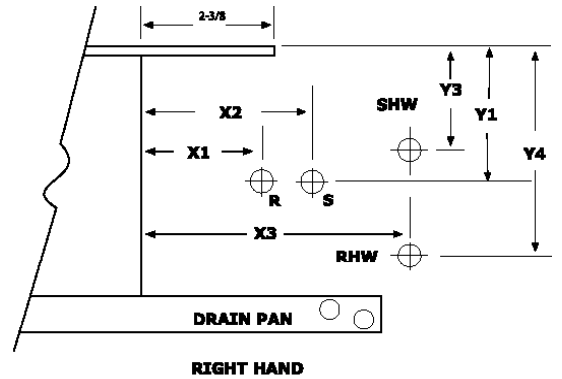 2-3/8
X2
SHW
Y3
Y1
X1
Y4
R
S
X3
RHW
DRAIN PAN
RIGHT HAND